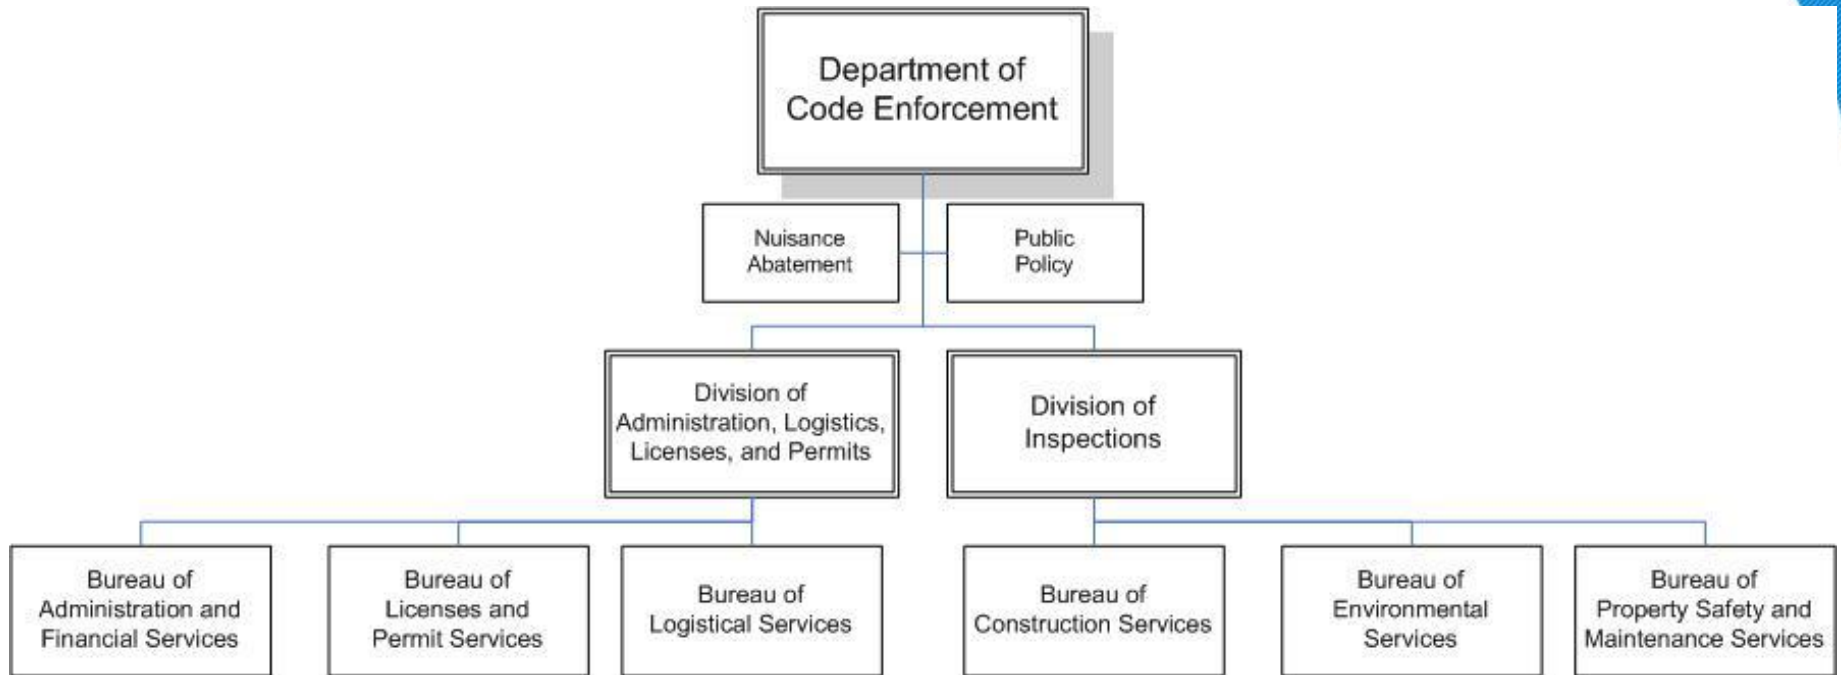 Department of
Code Enforcement
Nuisance
Abatement
Public
Policy
Division of
Administration, Logistics,
Licenses, and Permits
Division of
Inspections
Bureau of
Administration and
Financial Services
Bureau of
Licenses and
Permit Services
Bureau of
Logistical Services
Bureau of
Construction Services
Bureau of
Environmental
Services
Bureau of
Property Safety and
Maintenance Services